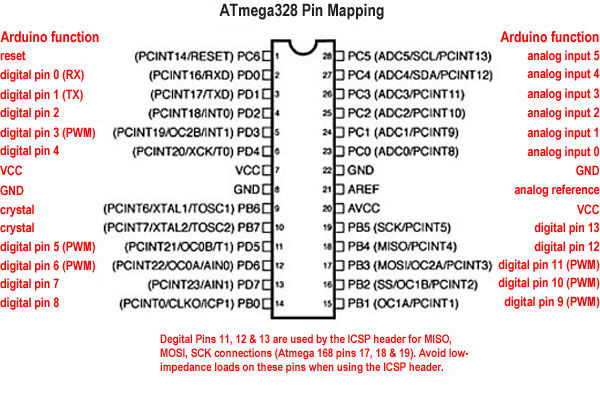 ATmega328 Pin Mapping
Arduino function Arduino function
reset (PCINT14/RESET) PC6 1 28 PC5 (ADC5/SCL/PCINT13) analog input 5
digital pin 0 (RX) (PCINT16/RXD) PD0 2 27 PC4 (ADC4/SDA/PCINT12) analog input 4
digital pin 1 (TX) (PCINT17/TXD) PD1 3 26 PC3 (ADC3/PCINT11) analog input 3
digital pin 2 (PCINT18/INT0) PD2 4 25 PC2 (ADC2/PCINT10) analog input 2
digital pin 3 (PWM) (PCINT19/OC2B/INT1) PD3 5 24 PC1 (ADC1/PCINT9) analog input 1
digital pin 4 (PCINT20/XCK/T0) PD4 6 23 PC0 (ADC0/PCINT8) analog input 0
VCC VCC 7 22 GND GND
GND GND 8 21 AREF analog reference
crystal (PCINT6/XTAL1/TOSC1) PB6 9 20 AVCC VCC
crystal (PCINT7/XTAL2/TOSC2) PB7 10 19 PB5 (SCK/PCINT5) digital pin 13
digital pin 5 (PWM) (PCINT21/OC0B/T1) PD5 11 18 PB4 (MISO/PCINT4) digital pin 12
digital pin 6 (PWM) (PCINT22/OC0A/AIN0) PD6 12 17 PB3 (MOSI/OC2A/PCINT3) digital pin 11 (PWM)
digital pin 7 (PCINT23/AIN1) PD7 13 16 PB2 (SS/OC1B/PCINT2) digital pin 10 (PWM)
digital pin 8 (PCINT0/CLKO/ICP1) PB0 14 15 PB1 (OC1A/PCINT1) digital pin 9 (PWM)
Degital Pins 11, 12 & 13 are used by the ICSP header for MISO,
MOSI, SCK connections (Atmega 168 pins 17, 18 & 19). Avoid low-
impedance loads on these pins when using the ICSP header.